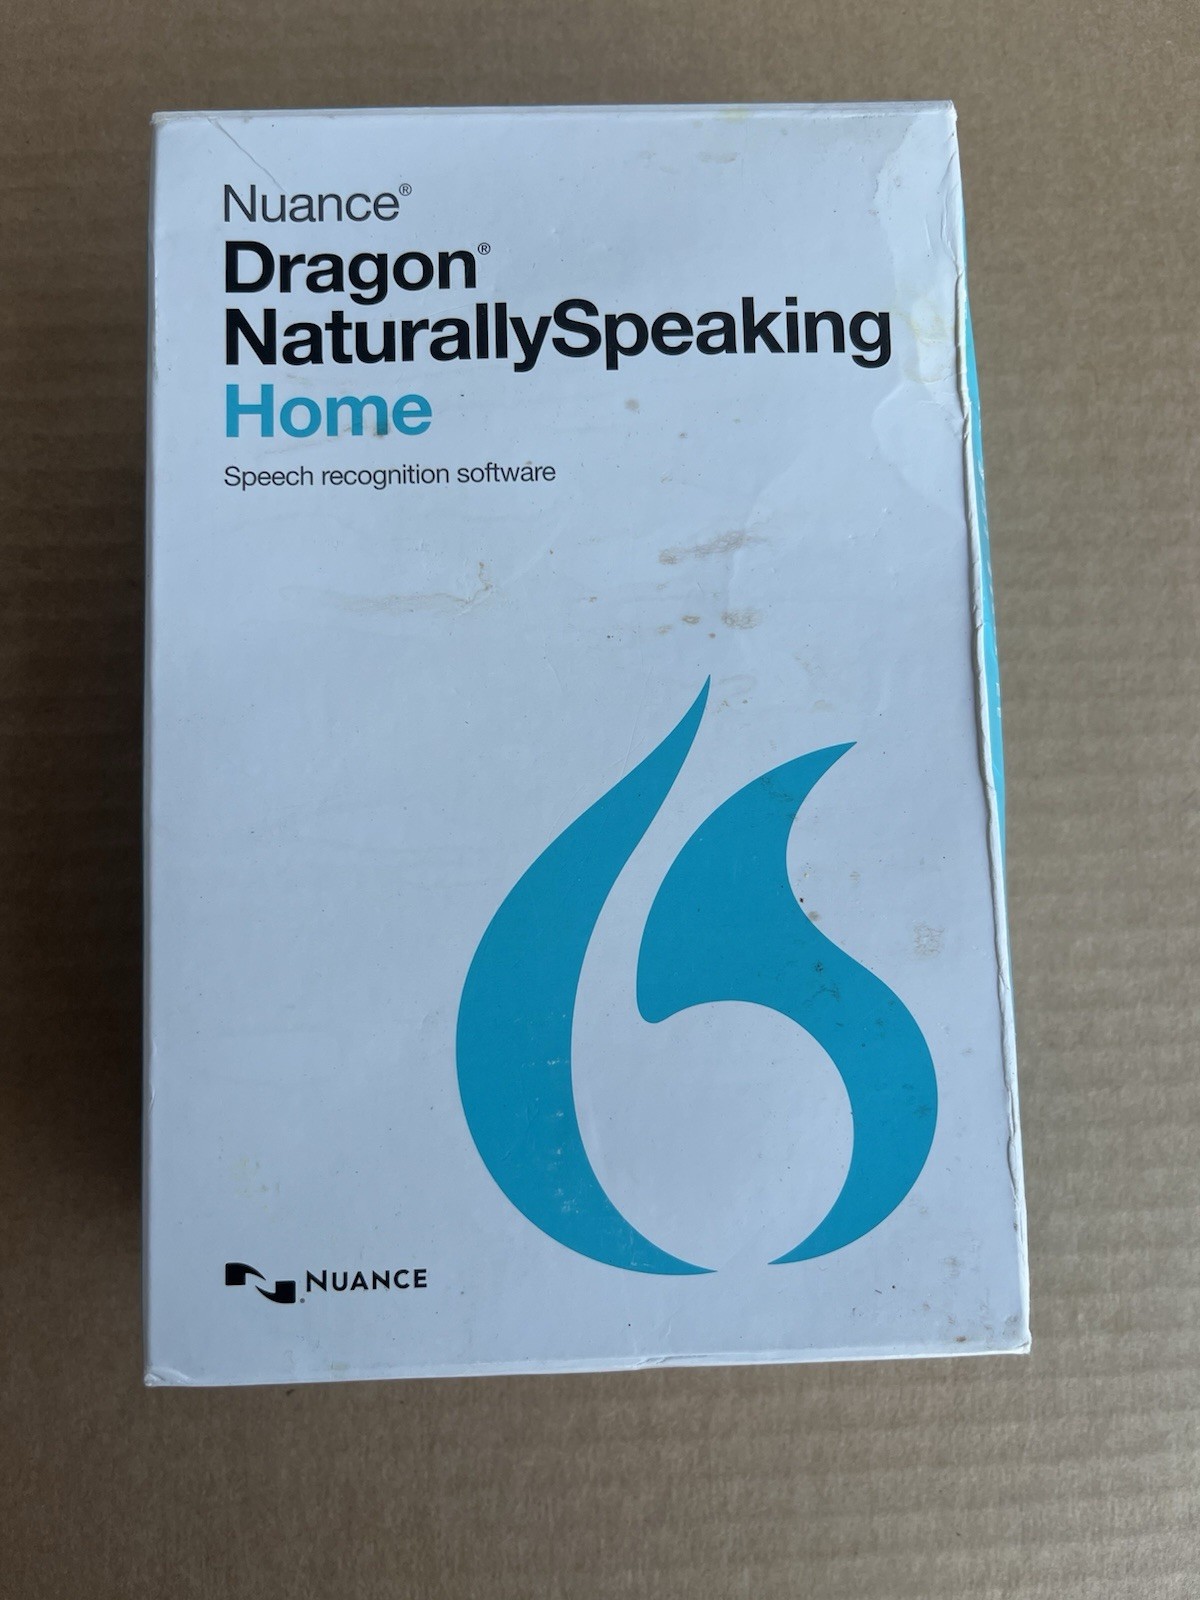 Nuance®
Dragon®
NaturallySpeaking
Home
Speech recognition software
NUANCE